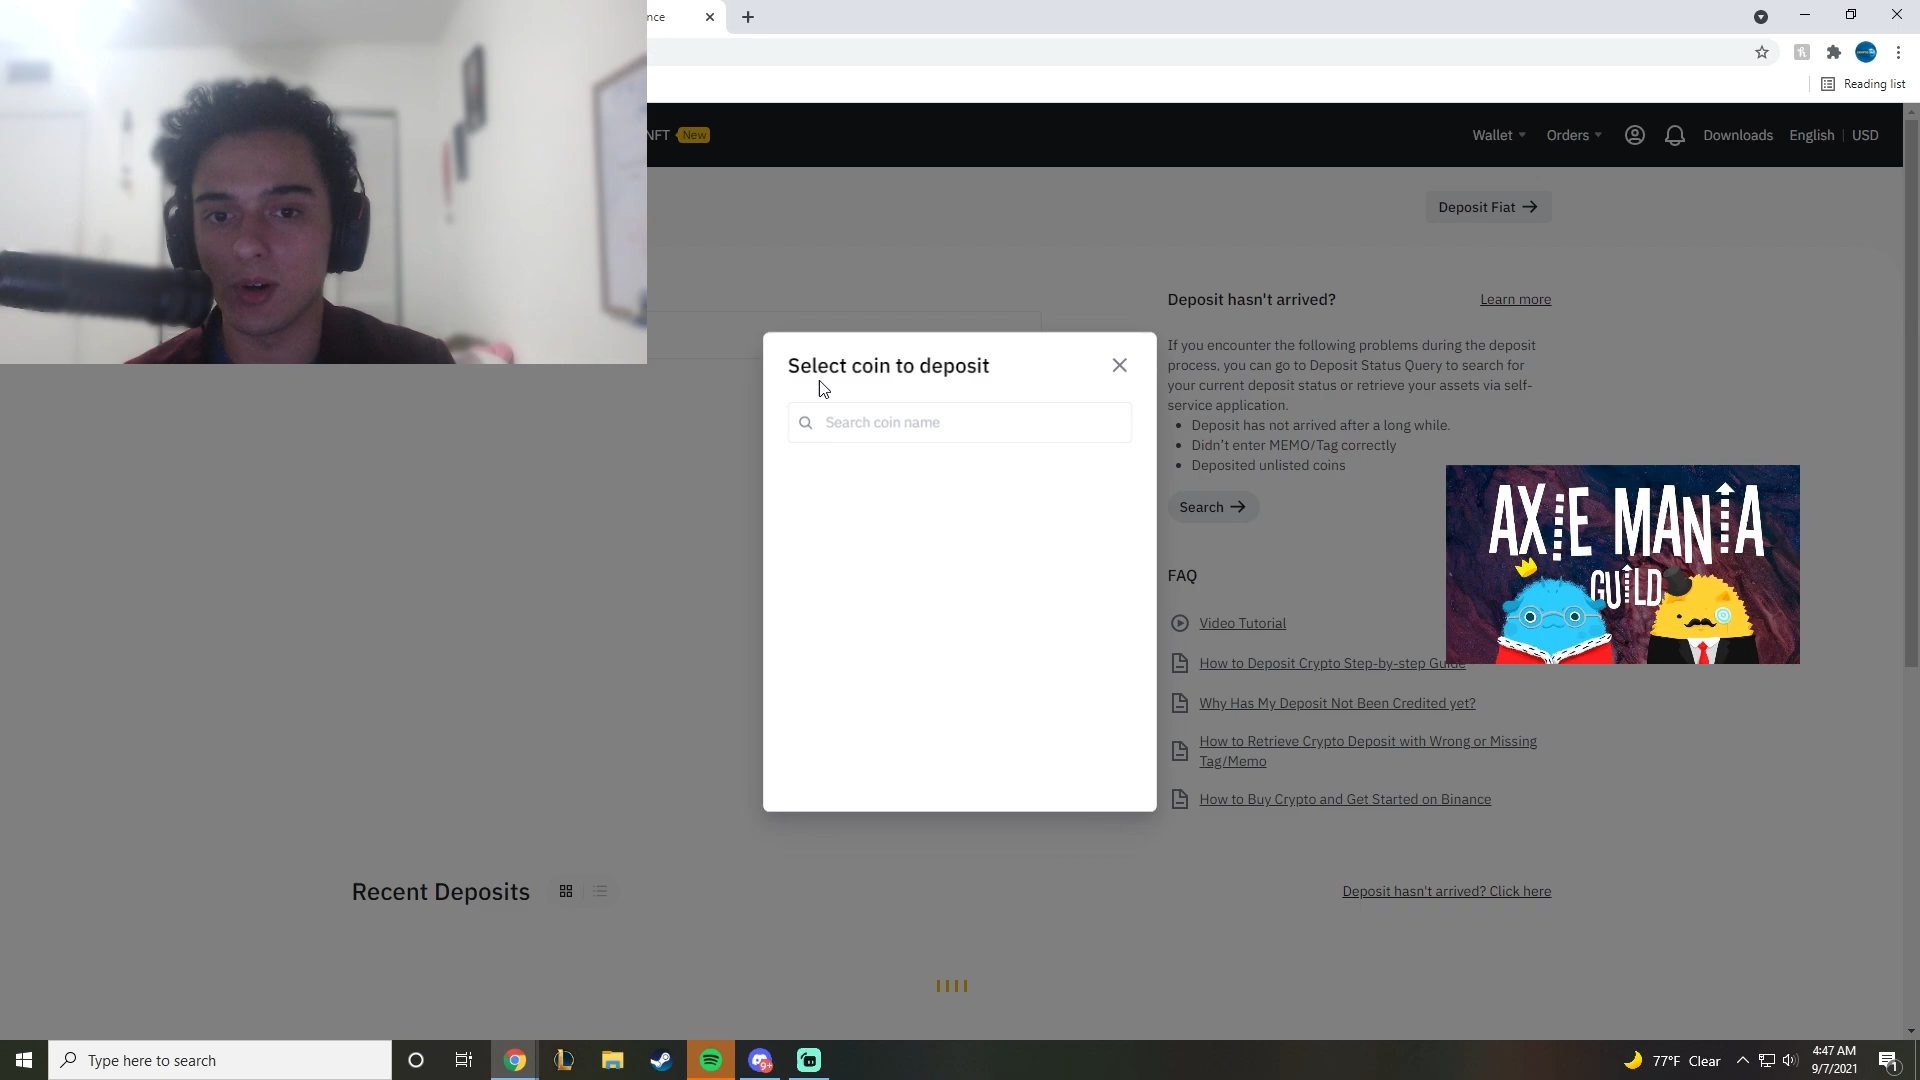 nce
Reading list
NFT New
Wallet Orders Downloads English USD
Deposit Fiat
Deposit hasn't arrived? Learn more
If you encounter the following problems during the deposit
process, you can go to Deposit Status Query to search for
your current deposit status or retrieve your assets via self-
service application.
Deposit has not arrived after a long while.
Didn't enter MEMO/Tag correctly
Deposited unlisted coins
Search
Select coin to deposit
Search coin name
AXIE MANIA
GUILD
FAQ
Video Tutorial
How to Deposit Crypto Step-by-step Guide
Why Has My Deposit Not Been Credited yet?
How to Retrieve Crypto Deposit with Wrong or Missing
Tag/Memo
How to Buy Crypto and Get Started on Binance
Recent Deposits
Deposit hasn't arrived? Click here
Type here to search
9+
77°F Clear
4:47 AM
9/7/2021
1